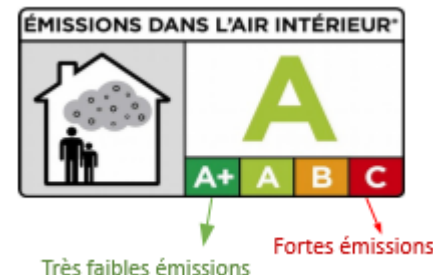 ÉMISSIONS DANS L'AIR INTÉRIEUR*
A
A+ A B C
Fortes émissions
Très faibles émissions